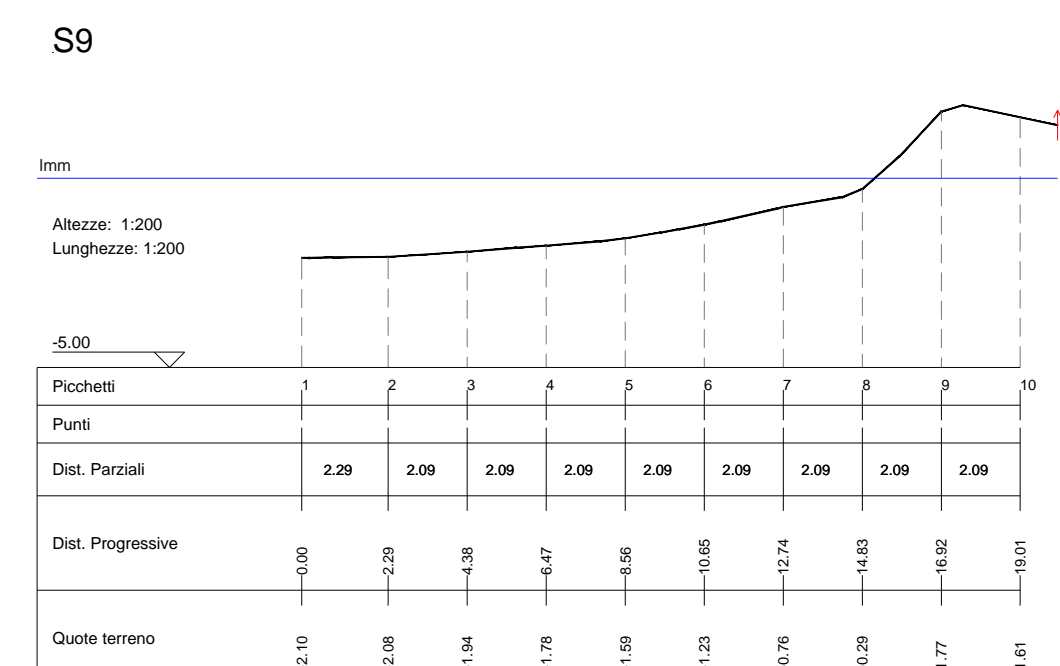 S9
lmm
Altezze: 1:200
Lunghezze: 1:200
-5.00
Picchetti 1 2 3 4 5 6 7 8 9 10
Punti
Dist. Parziali 2.29 2.09 2.09 2.09 2.09 2.09 2.09 2.09 2.09
Dist. Progressive 0.00 2.29 4.38 6.47 8.56 10.65 12.74 14.83 16.92 19.01
Quote terreno 2.10 2.08 1.94 1.78 1.59 1.23 0.76 0.29 1.77 1.61